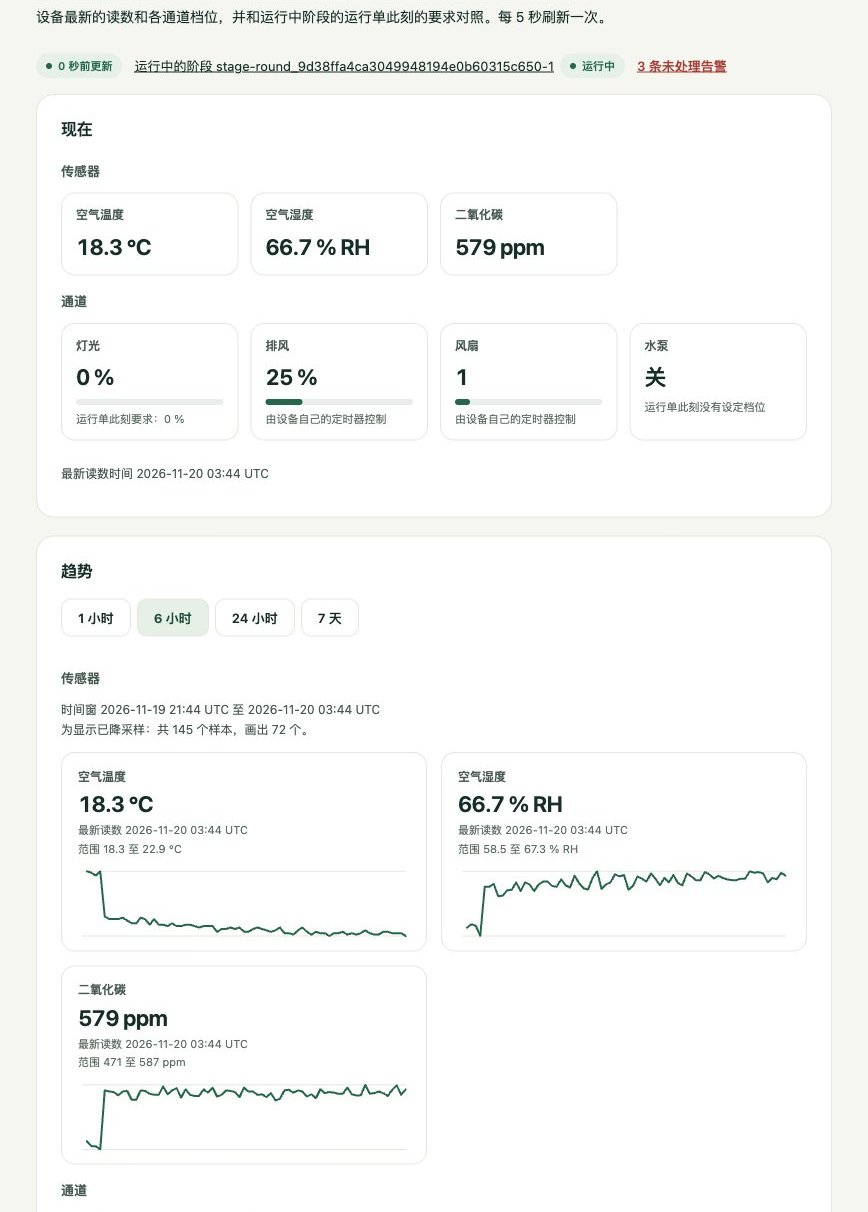 设备最新的读数和各通道档位，并和运行中阶段的运行单此刻的要求对照。每 5 秒刷新一次。
0 秒前更新 运行中的阶段 stage-round_9d38ffa4ca3049948194e0b60315c650-1 运行中 3 条未处理告警
现在
传感器
空气温度 空气湿度 二氧化碳
18.3 °C 66.7 % RH 579 ppm
通道
灯光 排风 风扇 水泵
0 % 25 % 1 关
运行单此刻要求：0 % 由设备自己的定时器控制 由设备自己的定时器控制 运行单此刻没有设定档位
最新读数时间 2026-11-20 03:44 UTC
趋势
1 小时 6 小时 24 小时 7 天
传感器
时间窗 2026-11-19 21:44 UTC 至 2026-11-20 03:44 UTC
为显示已降采样：共 145 个样本，画出 72 个。
空气温度
18.3 °C
最新读数 2026-11-20 03:44 UTC
范围 18.3 至 22.9 °C
空气湿度
66.7 % RH
最新读数 2026-11-20 03:44 UTC
范围 58.5 至 67.3 % RH
二氧化碳
579 ppm
最新读数 2026-11-20 03:44 UTC
范围 471 至 587 ppm
通道